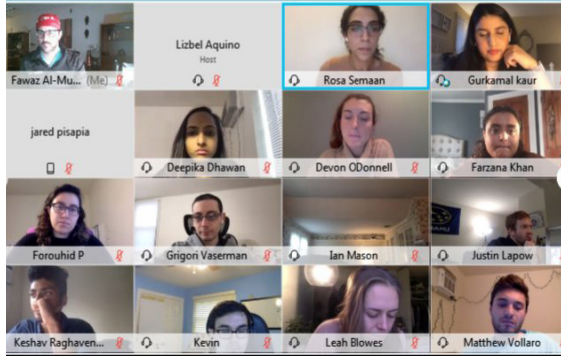 Lizbel Aquino
Host
Fawaz Al-Mu... (Me)
Rosa Semaan
Gurkamal kaur
jared pisapia
Deepika Dhawan
Devon ODonnell
Farzana Khan
Forouhid P
Grigori Vaserman
Ian Mason
Justin Lapow
Keshav Raghaven...
Kevin
Leah Blowes
Matthew Vollaro